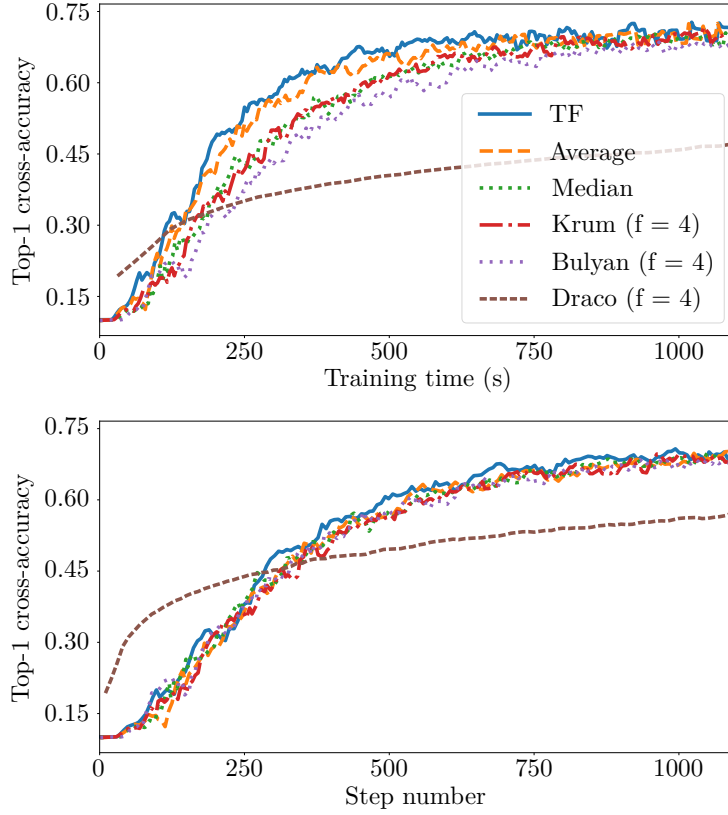 0.75
0.60
0.45
0.30
0.15
Top-1 cross-accuracy
TF
Average
Median
Krum (f = 4)
Bulyan (f = 4)
Draco (f = 4)
0 250 500 750 1000
Training time (s)
0.75
0.60
0.45
0.30
0.15
Top-1 cross-accuracy
0 250 500 750 1000
Step number